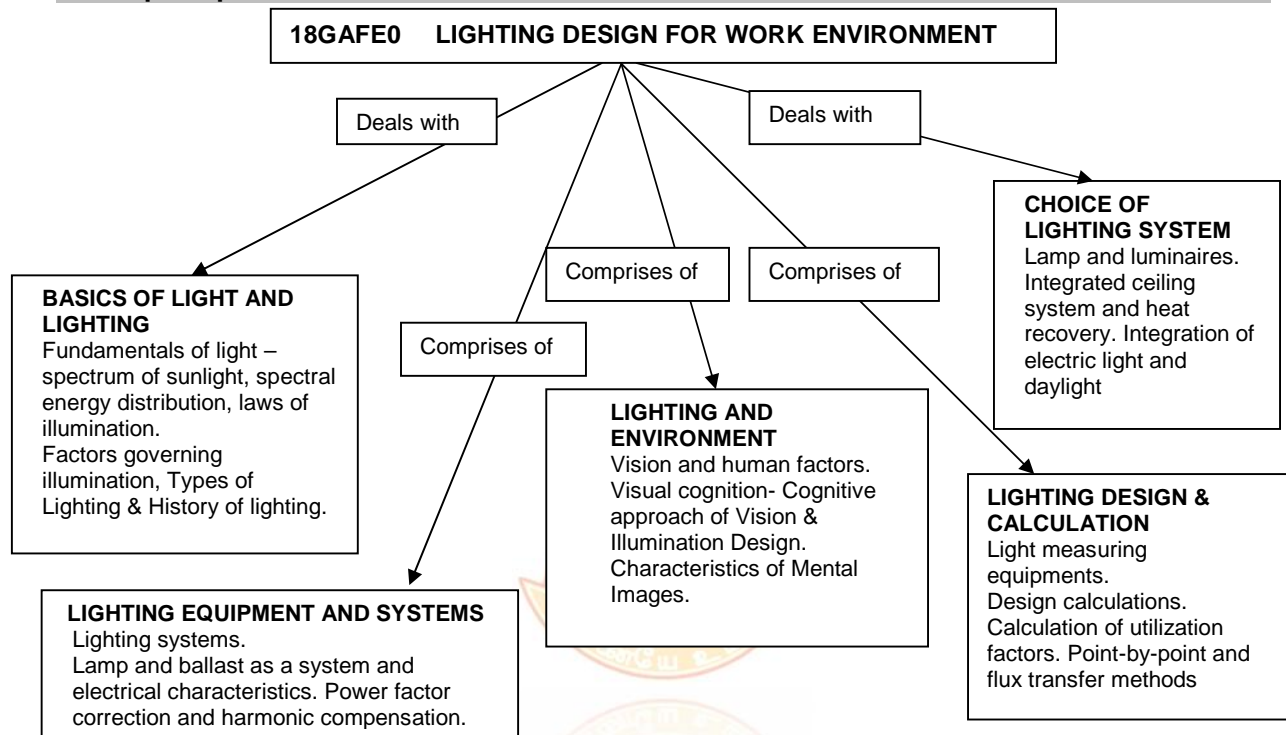 18GAFE0 LIGHTING DESIGN FOR WORK ENVIRONMENT
Deals with
Deals with
CHOICE OF
LIGHTING SYSTEM
Lamp and luminaires.
Integrated ceiling
system and heat
recovery. Integration of
electric light and
daylight
Comprises of
Comprises of
Comprises of
BASICS OF LIGHT AND
LIGHTING
Fundamentals of light –
spectrum of sunlight, spectral
energy distribution, laws of
illumination.
Factors governing
illumination, Types of
Lighting & History of lighting.
LIGHTING AND
ENVIRONMENT
Vision and human factors.
Visual cognition- Cognitive
approach of Vision &
Illumination Design.
Characteristics of Mental
Images.
LIGHTING DESIGN &
CALCULATION
Light measuring
equipments.
Design calculations.
Calculation of utilization
factors. Point-by-point and
flux transfer methods
LIGHTING EQUIPMENT AND SYSTEMS
Lighting systems.
Lamp and ballast as a system and
electrical characteristics. Power factor
correction and harmonic compensation.